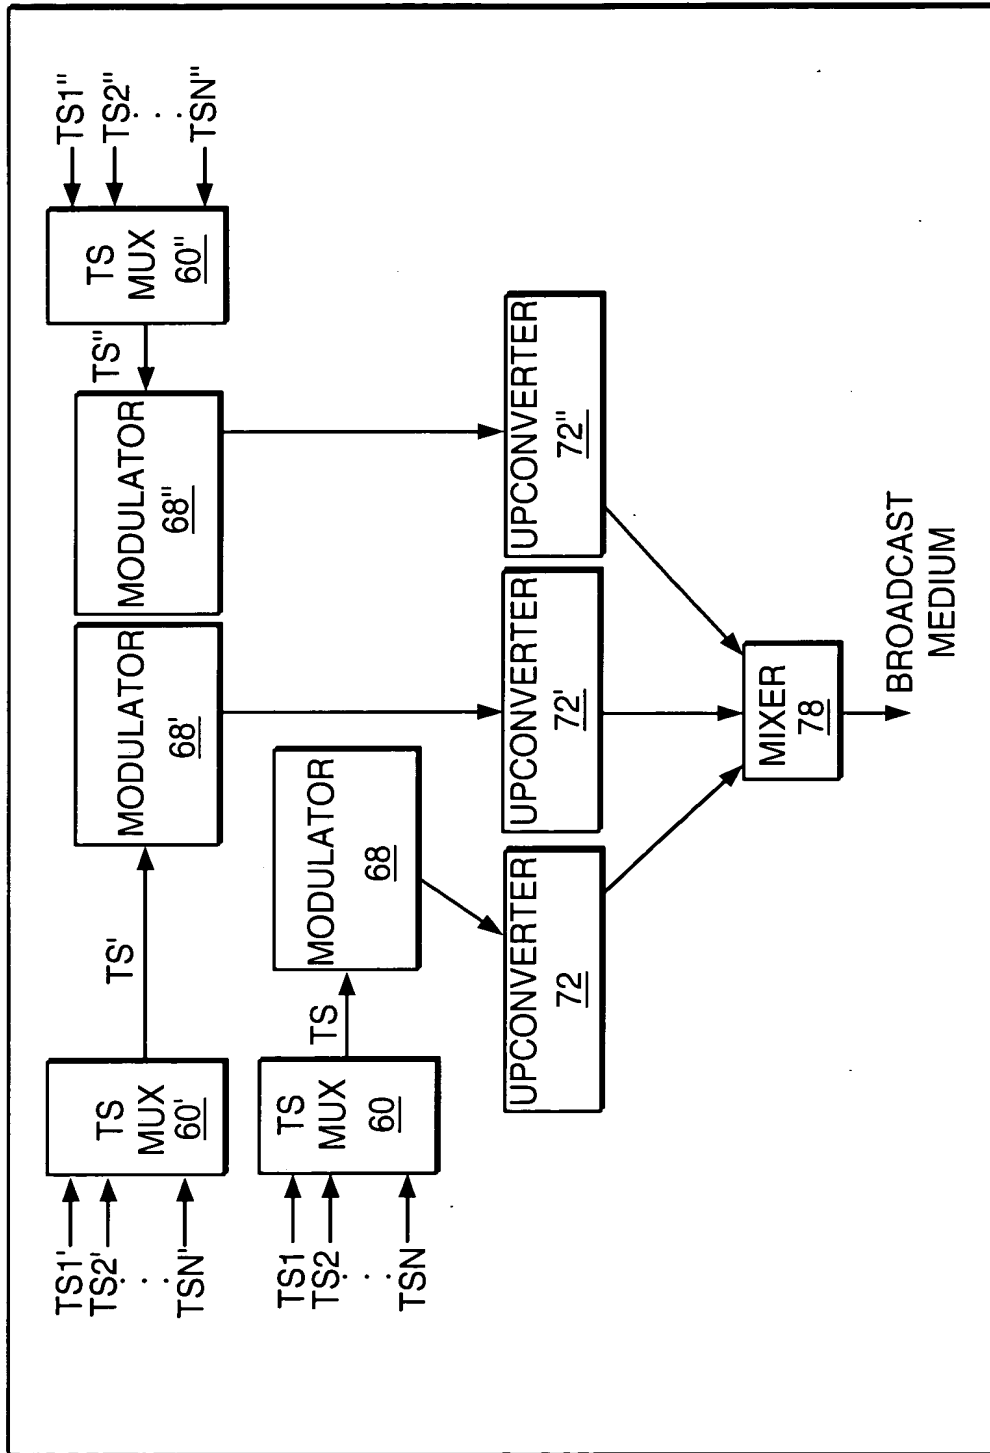 TS1'
TS2'
. . .
TSN'
TS
MUX
60'
TS'
MODULATOR
68'
MODULATOR
68"
TS"
TS
MUX
60"
TS1"
TS2"
. . .
TSN"
TS1
TS2
. . .
TSN
TS
MUX
60
TS
MODULATOR
68
UPCONVERTER
72
UPCONVERTER
72'
UPCONVERTER
72"
MIXER
78
BROADCAST
MEDIUM